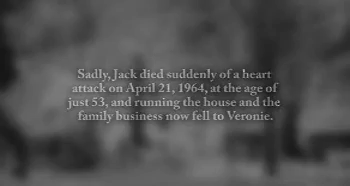 Sadly, Jack died suddenly of a heart
attack on April 21, 1964, at the age of
just 53, and running the house and the
family business now fell to Veronie.